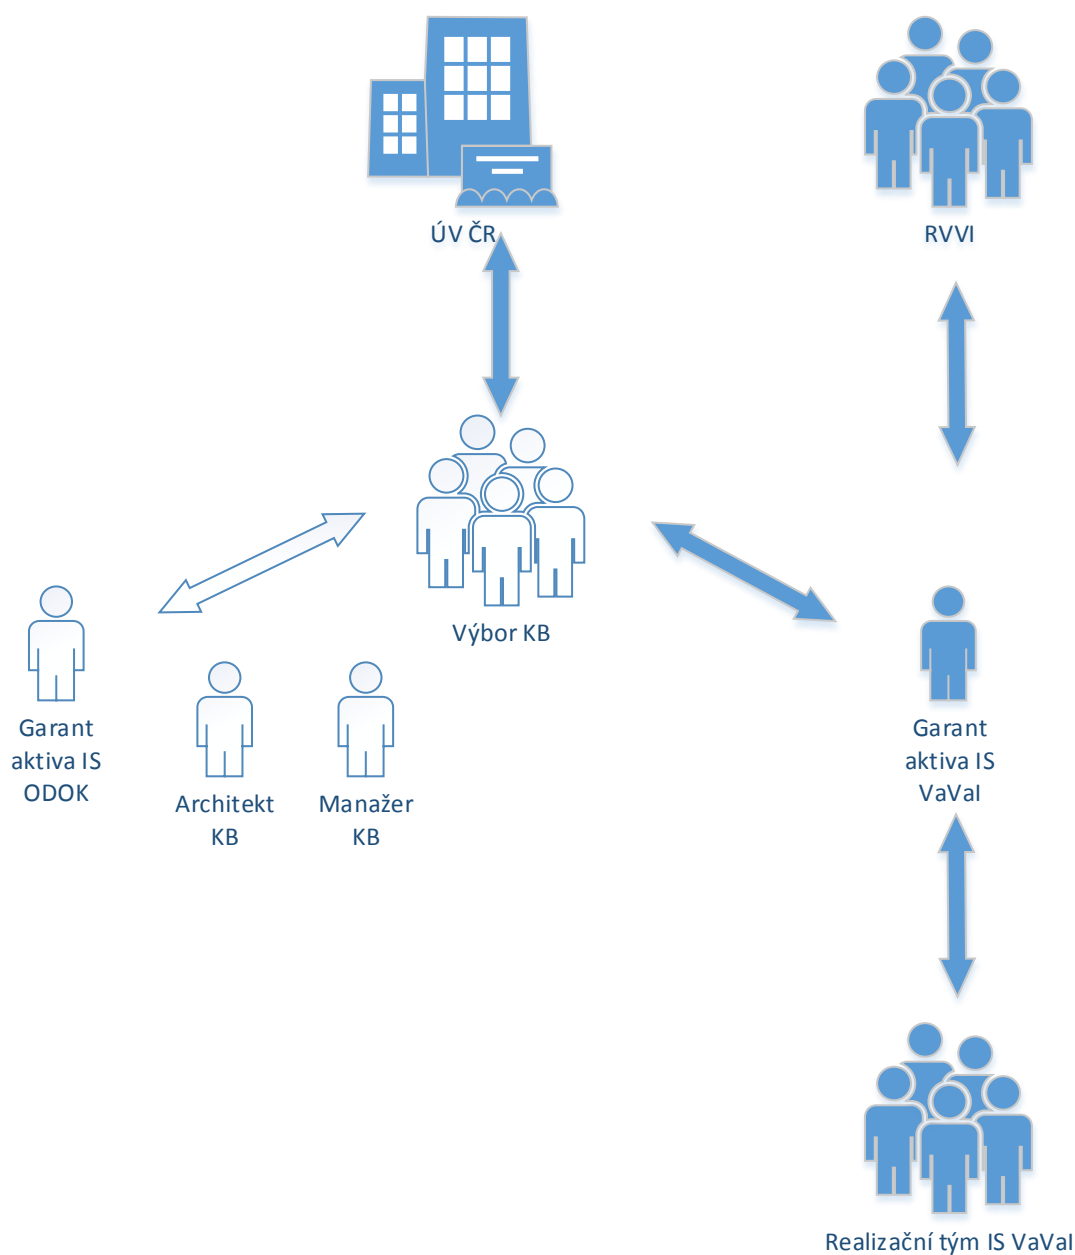 ÚV ČR
RVVI
Výbor KB
Garant
aktiva IS
ODOK
Architekt
KB
Manažer
KB
Garant
aktiva IS
VaVaI
Realizační tým IS VaVaI